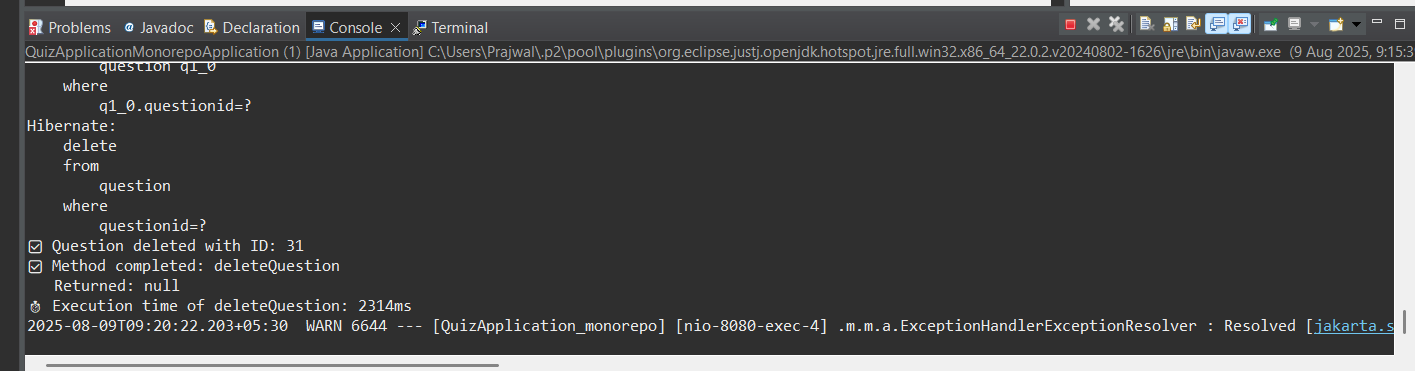 Problems Javadoc Declaration Console Terminal
QuizApplicationMonorepoApplication (1) [Java Application] C:\Users\Prajwal\.p2\pool\plugins\org.eclipse.justj.openjdk.hotspot.jre.full.win32.x86_64_22.0.2.v20240802-1626\jre\bin\javaw.exe (9 Aug 2025, 9:15:3
question q1_0
where
q1_0.questionid=?
Hibernate:
delete
from
question
where
questionid=?
Question deleted with ID: 31
Method completed: deleteQuestion
Returned: null
Execution time of deleteQuestion: 2314ms
2025-08-09T09:20:22.203+05:30  WARN 6644 --- [QuizApplication_monorepo] [nio-8080-exec-4] .m.m.a.ExceptionHandlerExceptionResolver : Resolved [jakarta.s